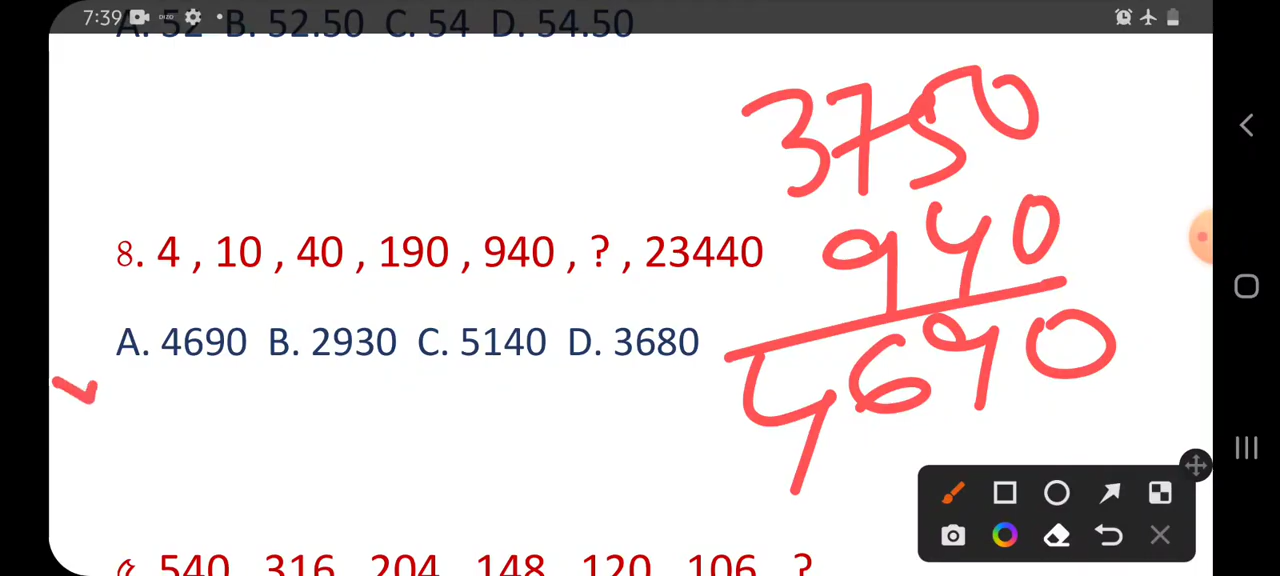 7:39
A. 52 B. 52.50 C. 54 D. 54.50
3750
8. 4 , 10 , 40 , 190 , 940 , ? , 23440
940
A. 4690 B. 2930 C. 5140 D. 3680
4690
540 , 316 , 204 , 148 , 120 , 106 , ?